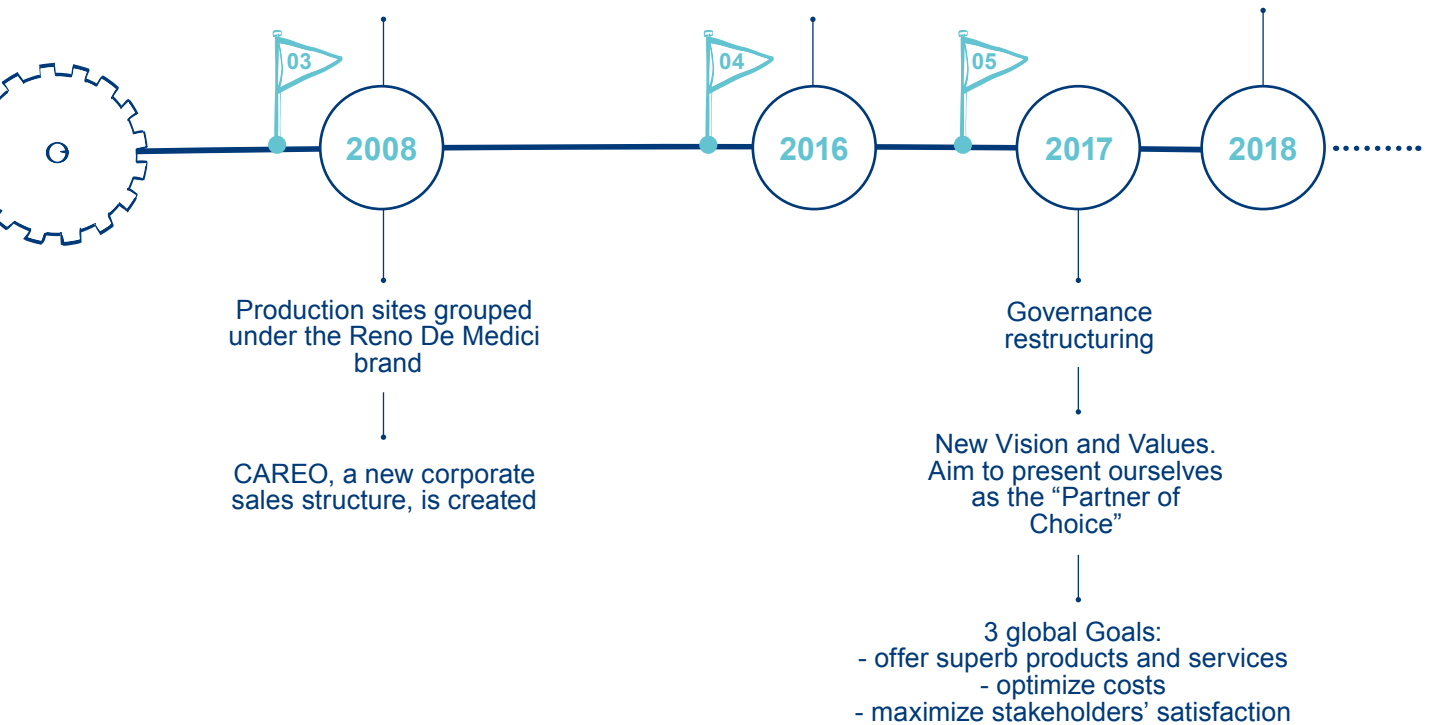 03
04
05
2008
2016
2017
2018
Production sites grouped
under the Reno De Medici
brand
CAREO, a new corporate
sales structure, is created
Governance
restructuring
New Vision and Values.
Aim to present ourselves
as the “Partner of
Choice”
3 global Goals:
- offer superb products and services
- optimize costs
- maximize stakeholders’ satisfaction